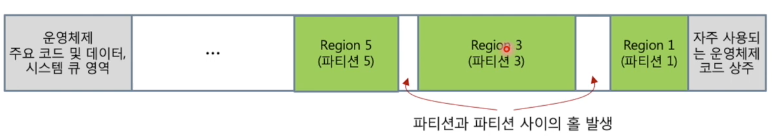 운영체제
주요 코드 및 데이터,
시스템 큐 영역
...
Region 5
(파티션 5)
Region 3
(파티션 3)
Region 1
(파티션 1)
자주 사용되
는 운영체제
코드 상주
파티션과 파티션 사이의 홀 발생